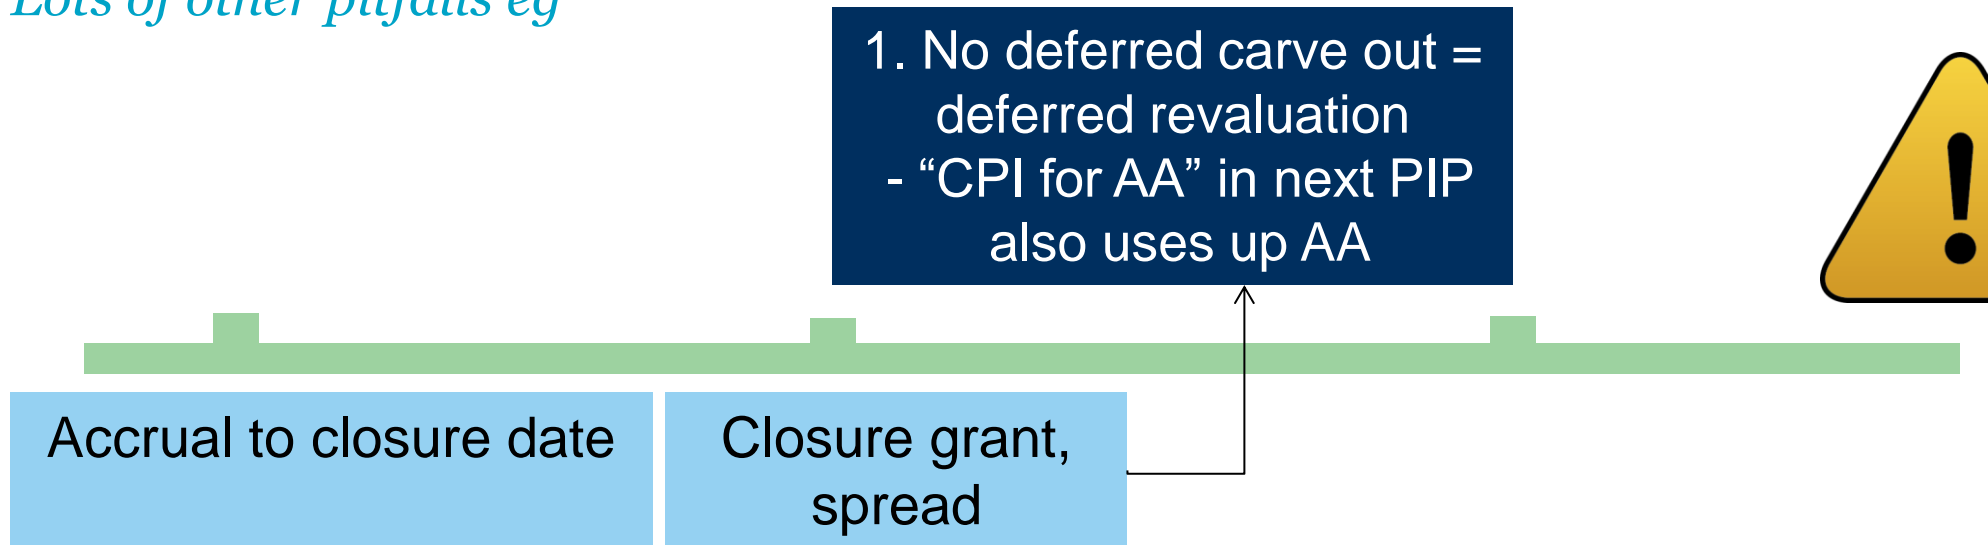 Lots of other pitfalls eg
1. No deferred carve out =
deferred revaluation
- “CPI for AA” in next PIP
also uses up AA
Accrual to closure date
Closure grant,
spread